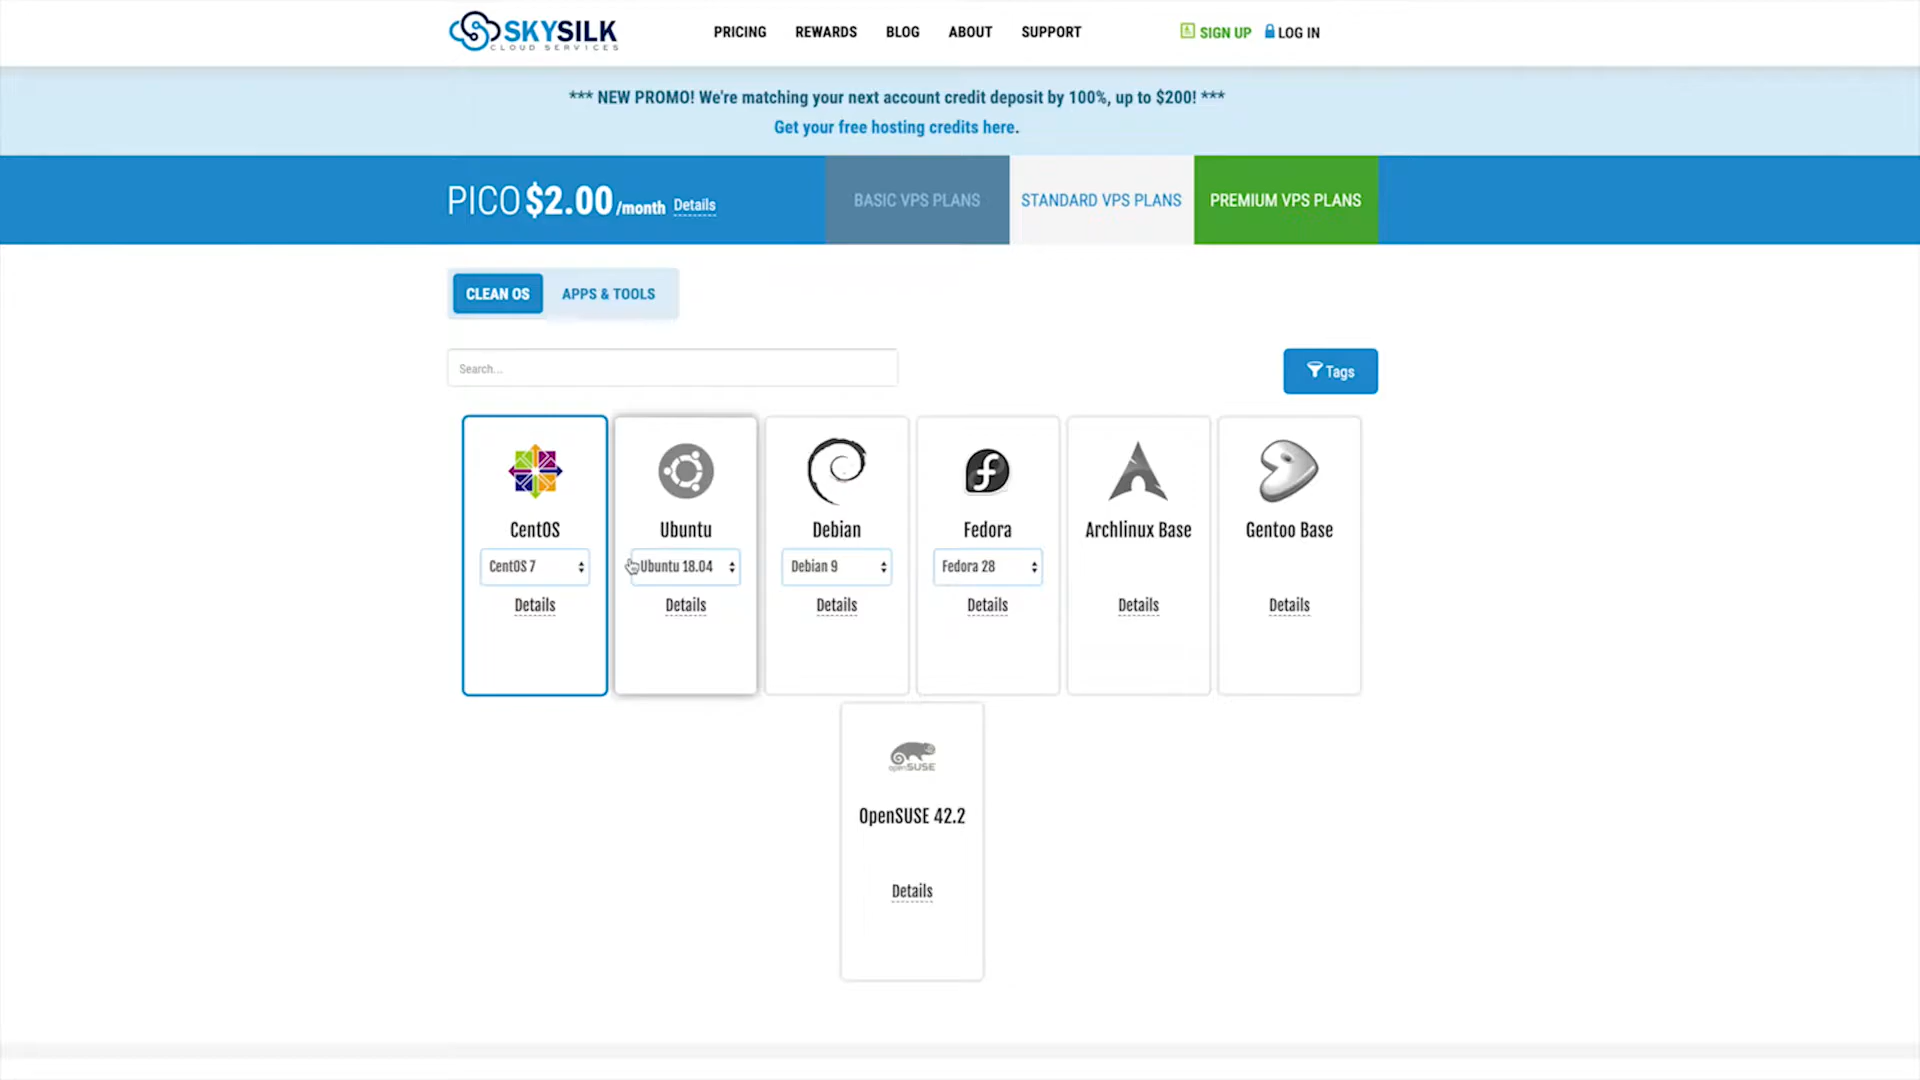 SKYSILK
CLOUD SERVICES
PRICING
REWARDS
BLOG
ABOUT
SUPPORT
SIGN UP
LOG IN
*** NEW PROMO! We're matching your next account credit deposit by 100%, up to $200! ***
Get your free hosting credits here.
PICO $2.00 /month Details
BASIC VPS PLANS
STANDARD VPS PLANS
PREMIUM VPS PLANS
CLEAN OS
APPS & TOOLS
Search...
Tags
CentOS
CentOS 7
Details
Ubuntu
Ubuntu 18.04
Details
Debian
Debian 9
Details
Fedora
Fedora 28
Details
Archlinux Base
Details
Gentoo Base
Details
openSUSE
OpenSUSE 42.2
Details